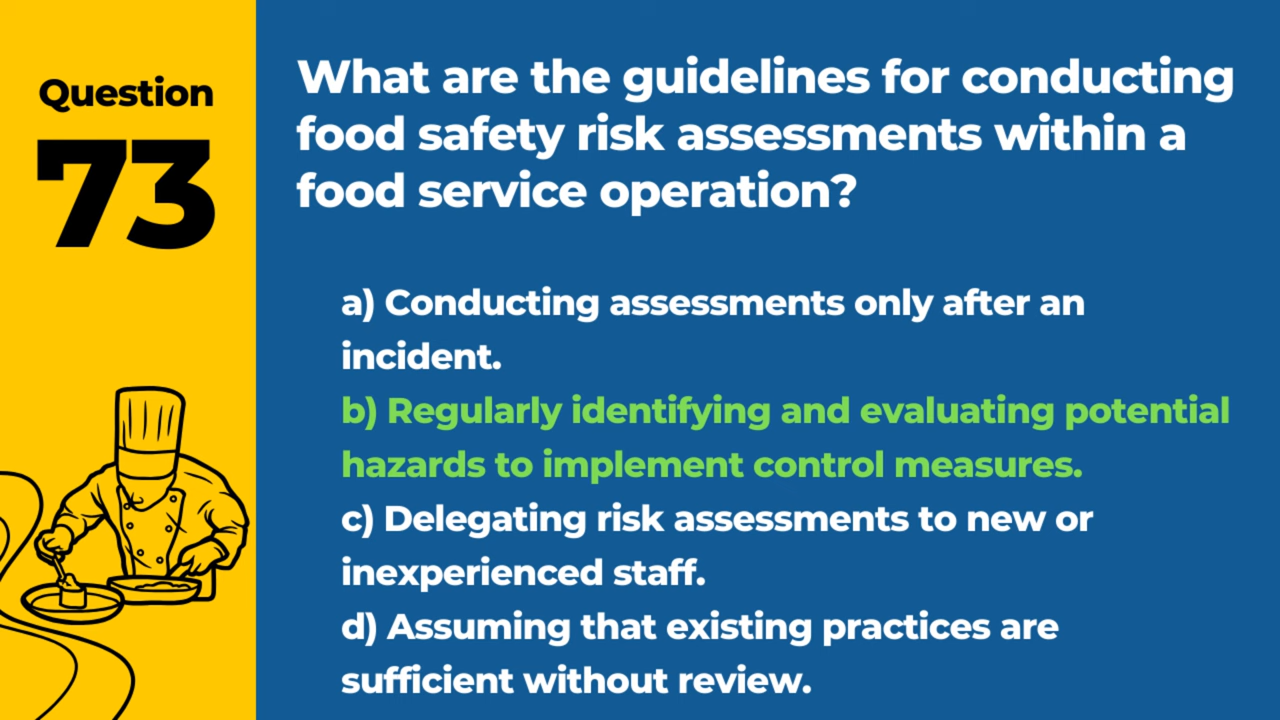 Question
73
What are the guidelines for conducting
food safety risk assessments within a
food service operation?
a) Conducting assessments only after an
incident.
b) Regularly identifying and evaluating potential
hazards to implement control measures.
c) Delegating risk assessments to new or
inexperienced staff.
d) Assuming that existing practices are
sufficient without review.